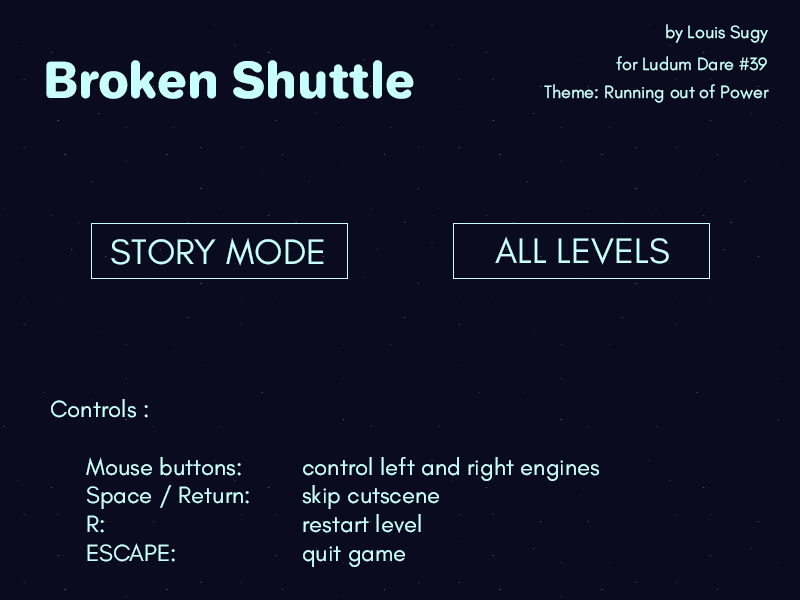 by Louis Sugy
Broken Shuttle
for Ludum Dare #39
Theme: Running out of Power
STORY MODE
ALL LEVELS
Controls :
Mouse buttons: control left and right engines
Space / Return: skip cutscene
R: restart level
ESCAPE: quit game